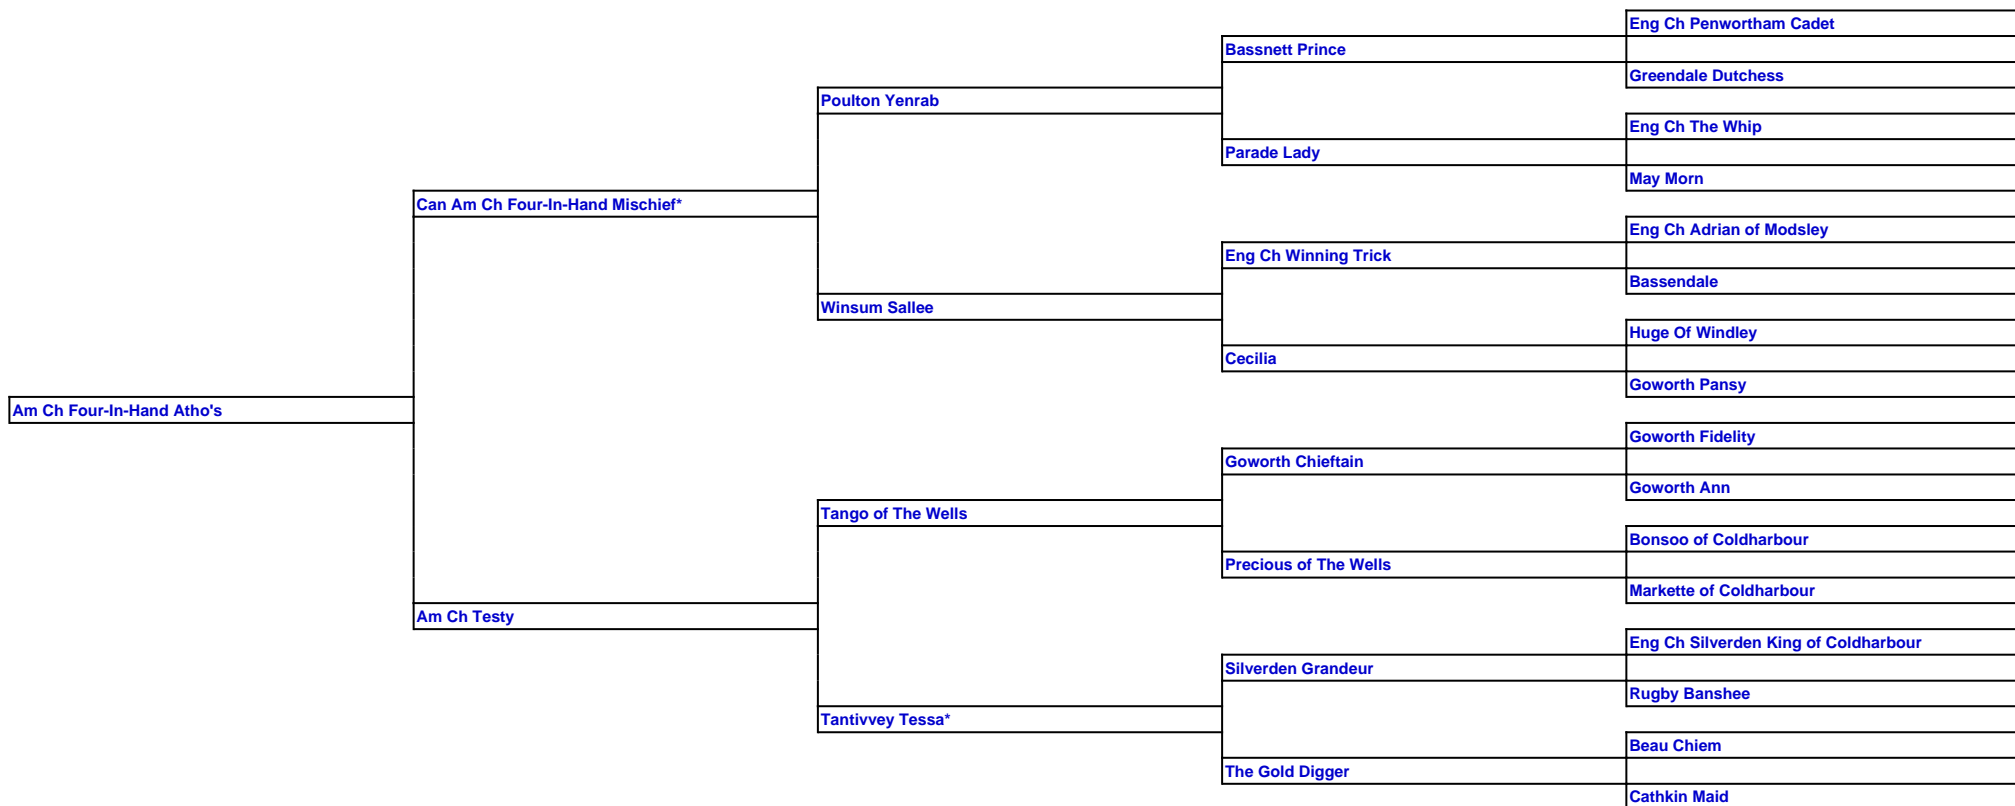 Eng Ch Penwortham Cadet
Bassnett Prince
Greendale Dutchess
Poulton Yenrab
Eng Ch The Whip
Parade Lady
May Morn
Can Am Ch Four-In-Hand Mischief*
Eng Ch Adrian of Modsley
Eng Ch Winning Trick
Bassendale
Winsum Sallee
Huge Of Windley
Cecilia
Goworth Pansy
Am Ch Four-In-Hand Atho's
Goworth Fidelity
Goworth Chieftain
Goworth Ann
Tango of The Wells
Bonsoo of Coldharbour
Precious of The Wells
Markette of Coldharbour
Am Ch Testy
Eng Ch Silverden King of Coldharbour
Silverden Grandeur
Rugby Banshee
Tantivvey Tessa*
Beau Chiem
The Gold Digger
Cathkin Maid